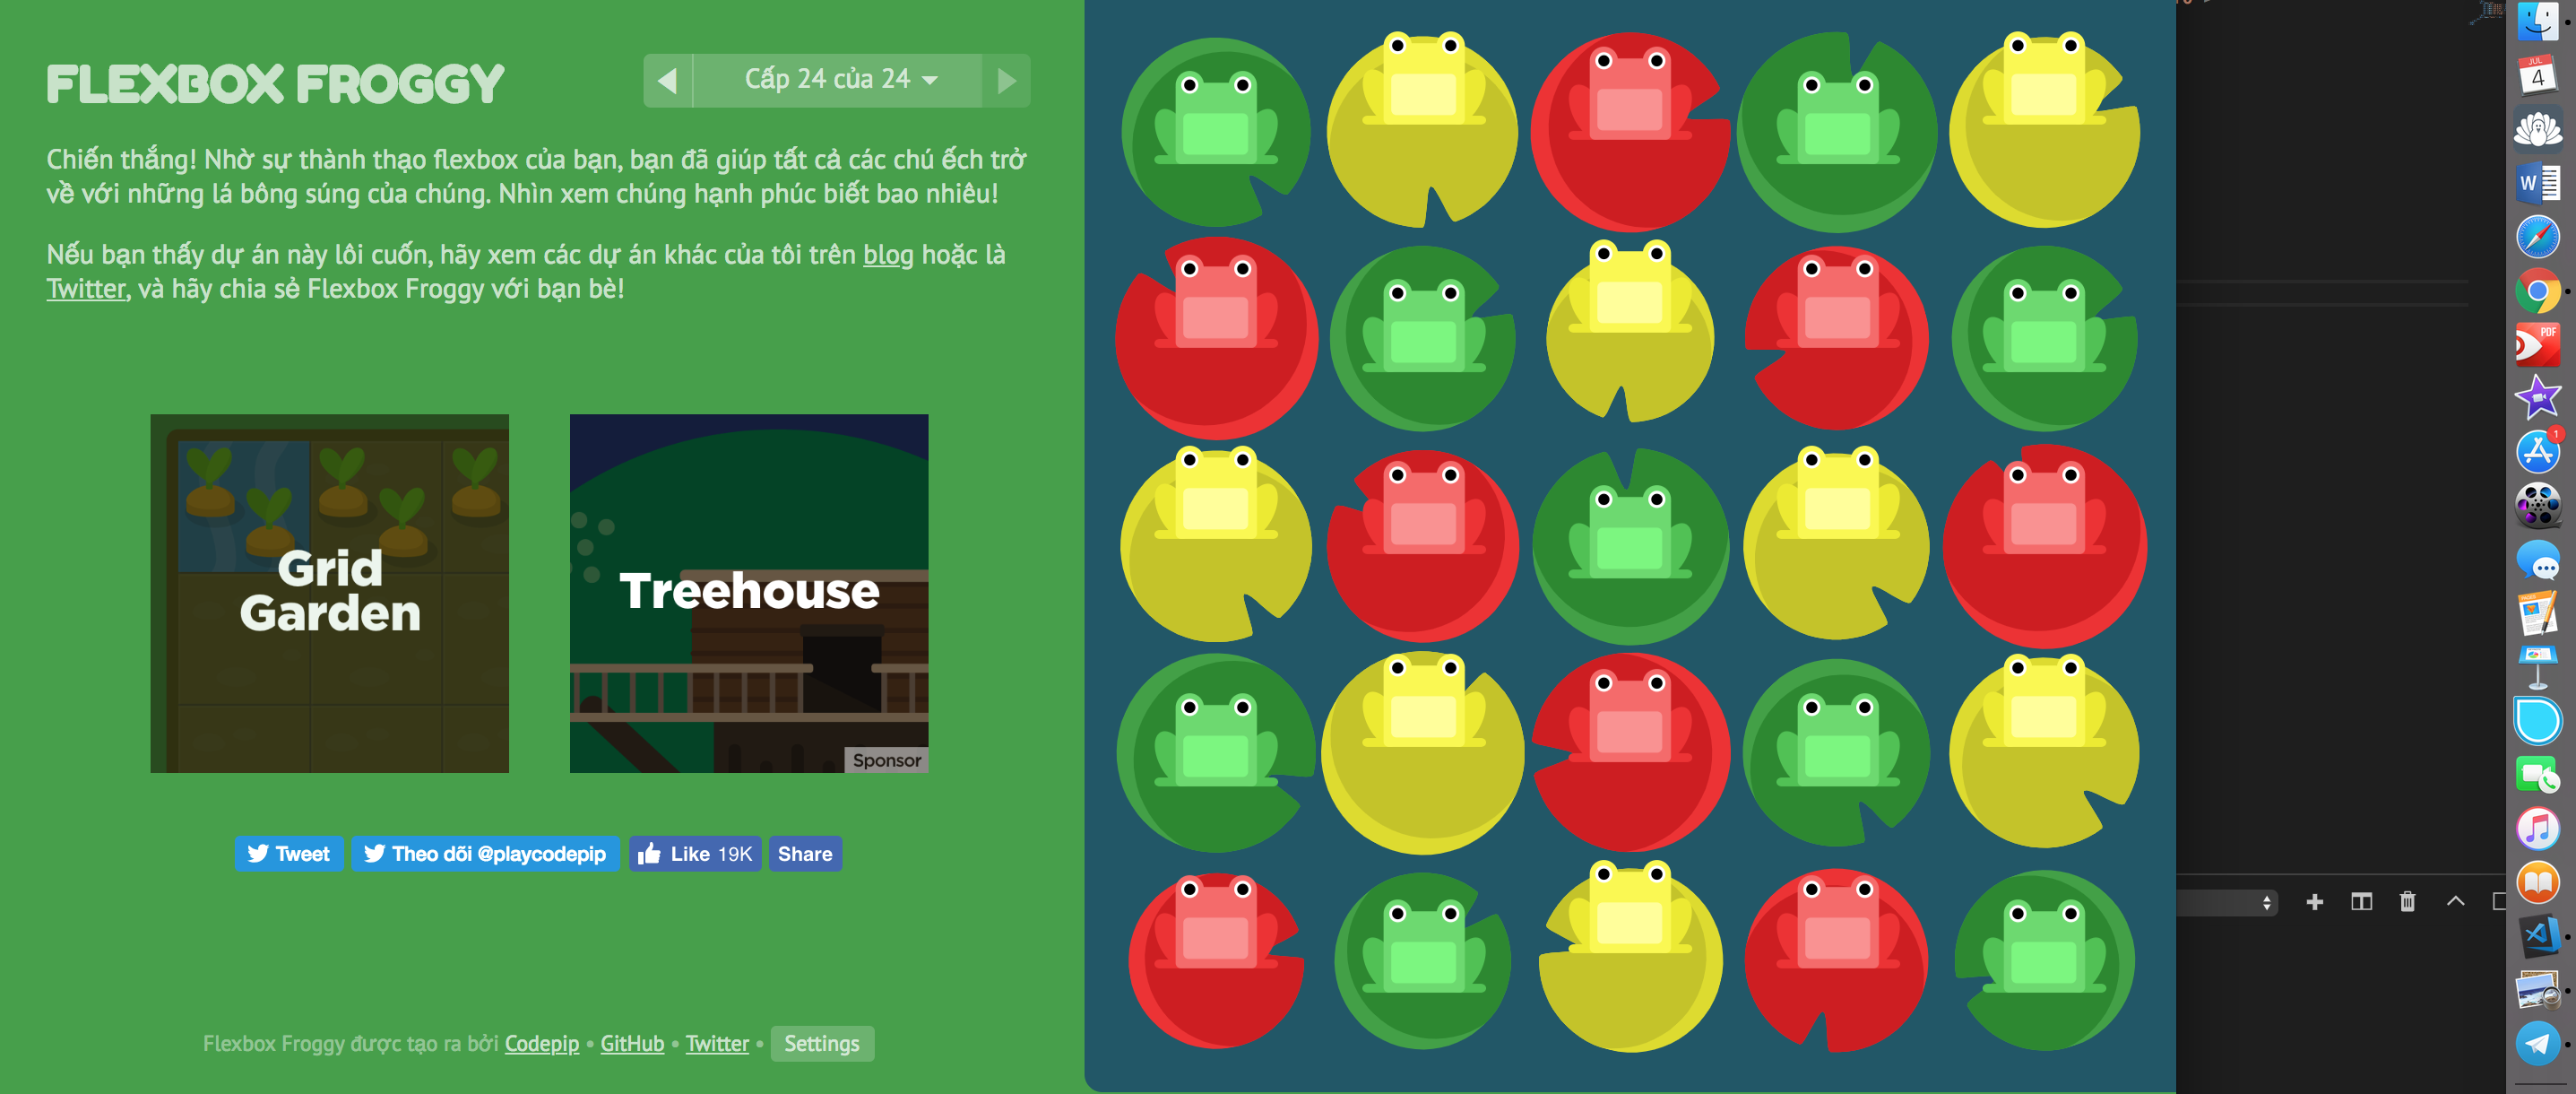 FLEXBOX FROGGY
Cấp 24 của 24
Chiến thắng! Nhờ sự thành thạo flexbox của bạn, bạn đã giúp tất cả các chú ếch trở
về với những lá bông súng của chúng. Nhìn xem chúng hạnh phúc biết bao nhiêu!
Nếu bạn thấy dự án này lôi cuốn, hãy xem các dự án khác của tôi trên blog hoặc là
Twitter, và hãy chia sẻ Flexbox Froggy với bạn bè!
Grid
Garden
Treehouse
Sponsor
Tweet
Theo dõi @playcodepip
Like 19K
Share
Flexbox Froggy được tạo ra bởi Codepip • GitHub • Twitter • Settings
JUL
4
W
PDF
1